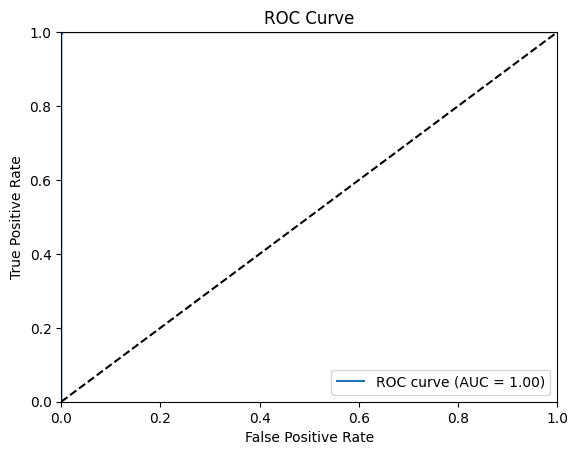 ROC Curve
1.0
0.8
0.6
0.4
0.2
0.0
True Positive Rate
ROC curve (AUC = 1.00)
0.0 0.2 0.4 0.6 0.8 1.0
False Positive Rate